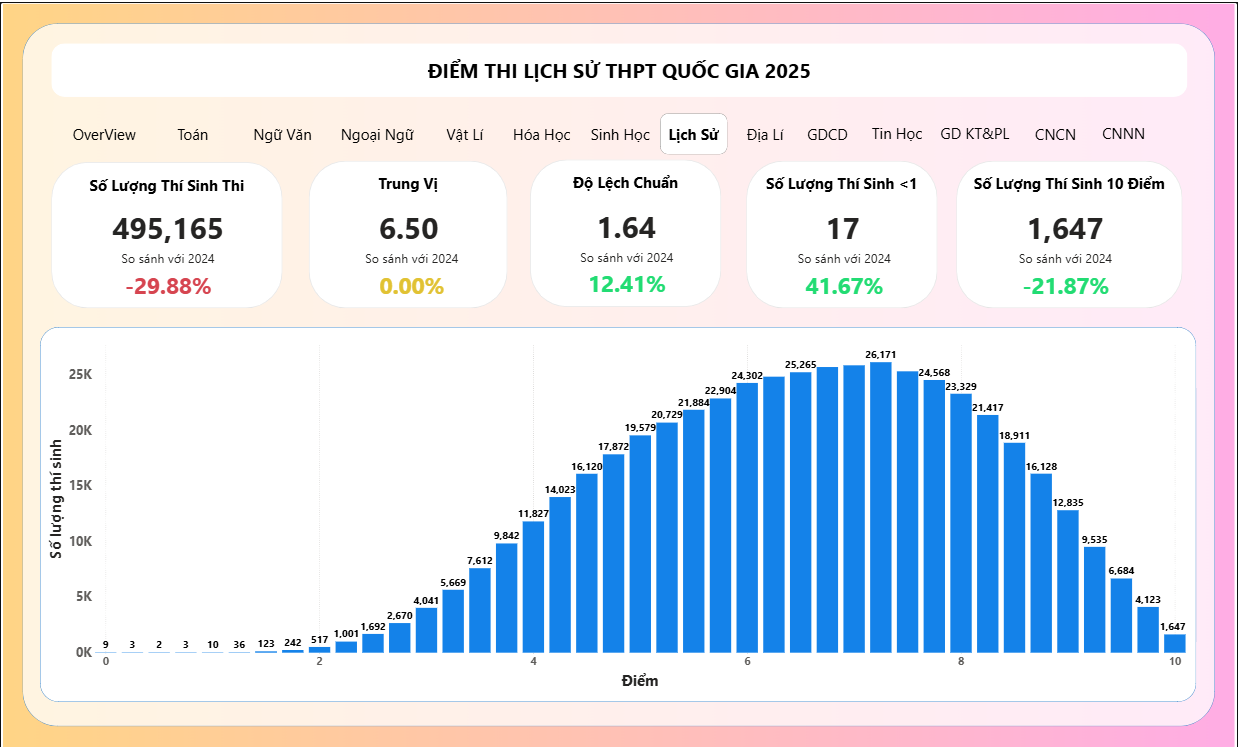 ĐIỂM THI LỊCH SỬ THPT QUỐC GIA 2025
OverView Toán Ngữ Văn Ngoại Ngữ Vật Lí Hóa Học Sinh Học Lịch Sử Địa Lí GDCD Tin Học GD KT&PL CNCN CNNN
Số Lượng Thí Sinh Thi
495,165
So sánh với 2024
-29.88%
Trung Vị
6.50
So sánh với 2024
0.00%
Độ Lệch Chuẩn
1.64
So sánh với 2024
12.41%
Số Lượng Thí Sinh <1
17
So sánh với 2024
41.67%
Số Lượng Thí Sinh 10 Điểm
1,647
So sánh với 2024
-21.87%
Số lượng thí sinh
25K
20K
15K
10K
5K
0K
9 3 2 3 10 36 123 242 517 1,001 1,692 2,670 4,041 5,669 7,612 9,842 11,827 14,023 16,120 17,872 19,579 20,729 21,884 22,904 24,302 25,265 26,171 24,568 23,329 21,417 18,911 16,128 12,835 9,535 6,684 4,123 1,647
0 2 4 6 8 10
Điểm